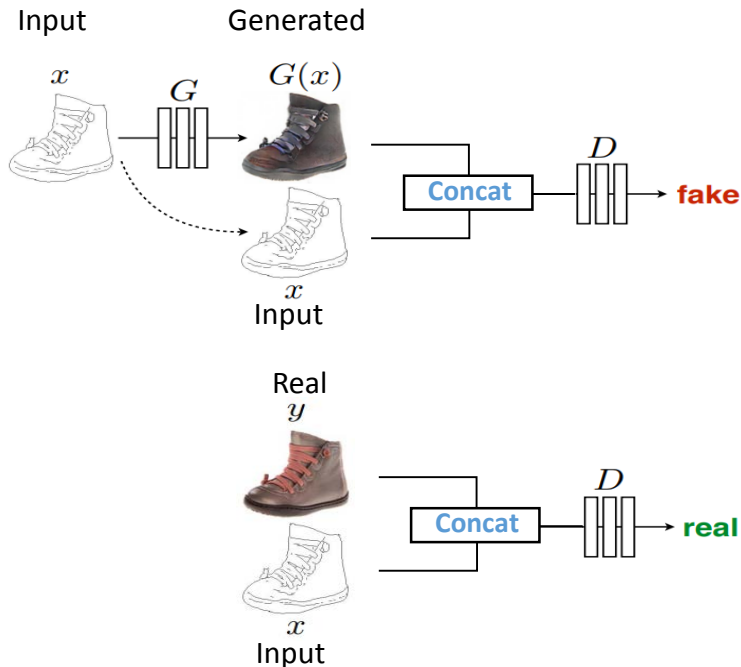 Input
Generated
x
G
G(x)
D
Concat
fake
x
Input
Real
y
D
Concat
real
x
Input